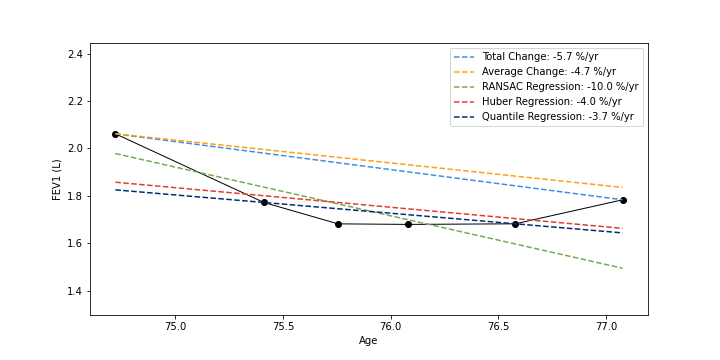 Total Change: -5.7 %/yr
Average Change: -4.7 %/yr
RANSAC Regression: -10.0 %/yr
Huber Regression: -4.0 %/yr
Quantile Regression: -3.7 %/yr
2.4
2.2
2.0
1.8
1.6
1.4
FEV1 (L)
75.0 75.5 76.0 76.5 77.0
Age